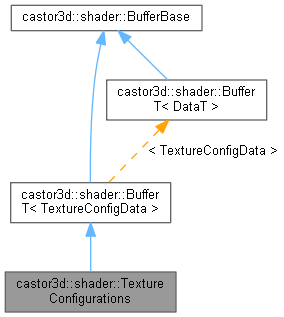 castor3d::shader::BufferBase
castor3d::shader::Buffer
T< DataT >
< TextureConfigData >
castor3d::shader::Buffer
T< TextureConfigData >
castor3d::shader::Texture
Configurations